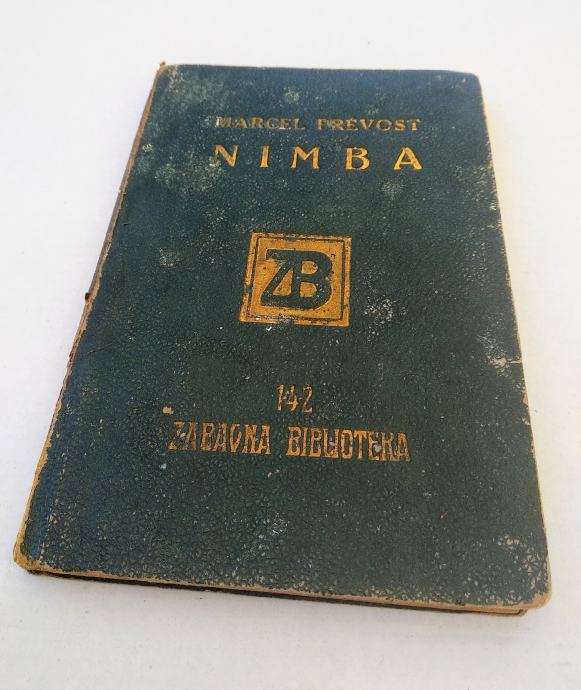 MARCEL PRÉVOST
NIMBA
ZB
142
ZABAVNA BIBLIOTEKA